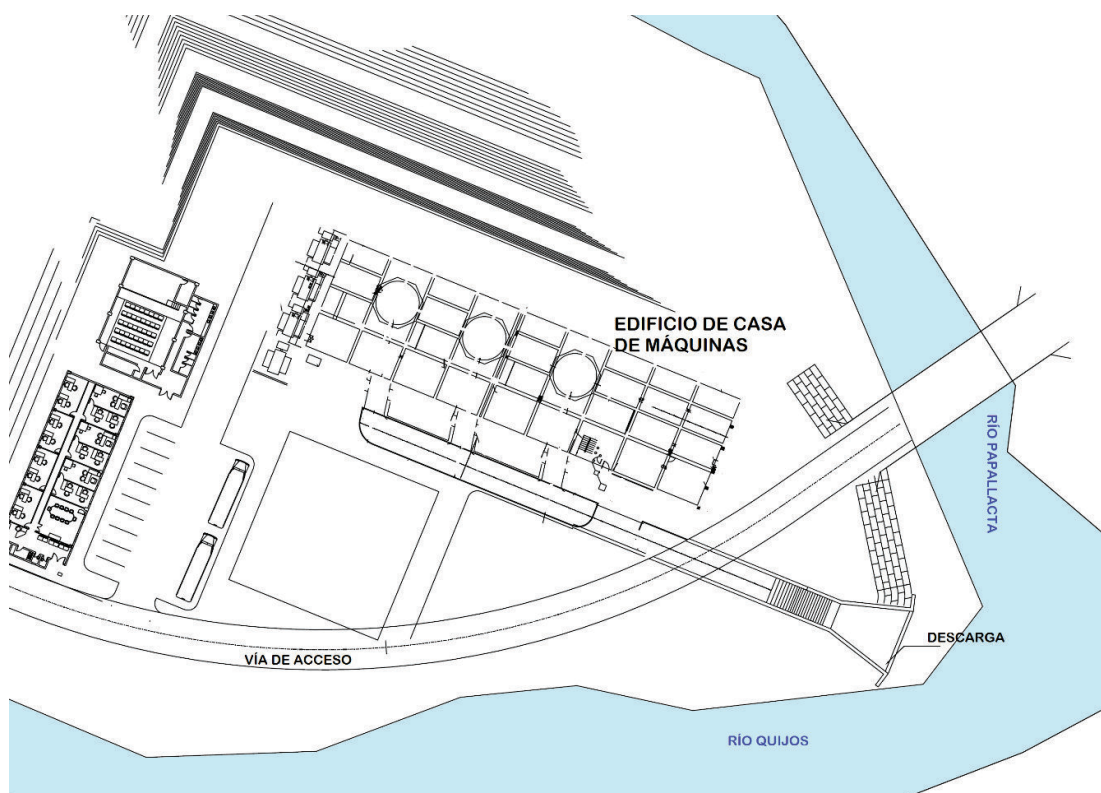 EDIFICIO DE CASA
DE MÁQUINAS
RÍO PAPALLACTA
DESCARGA
VÍA DE ACCESO
RÍO QUIJOS